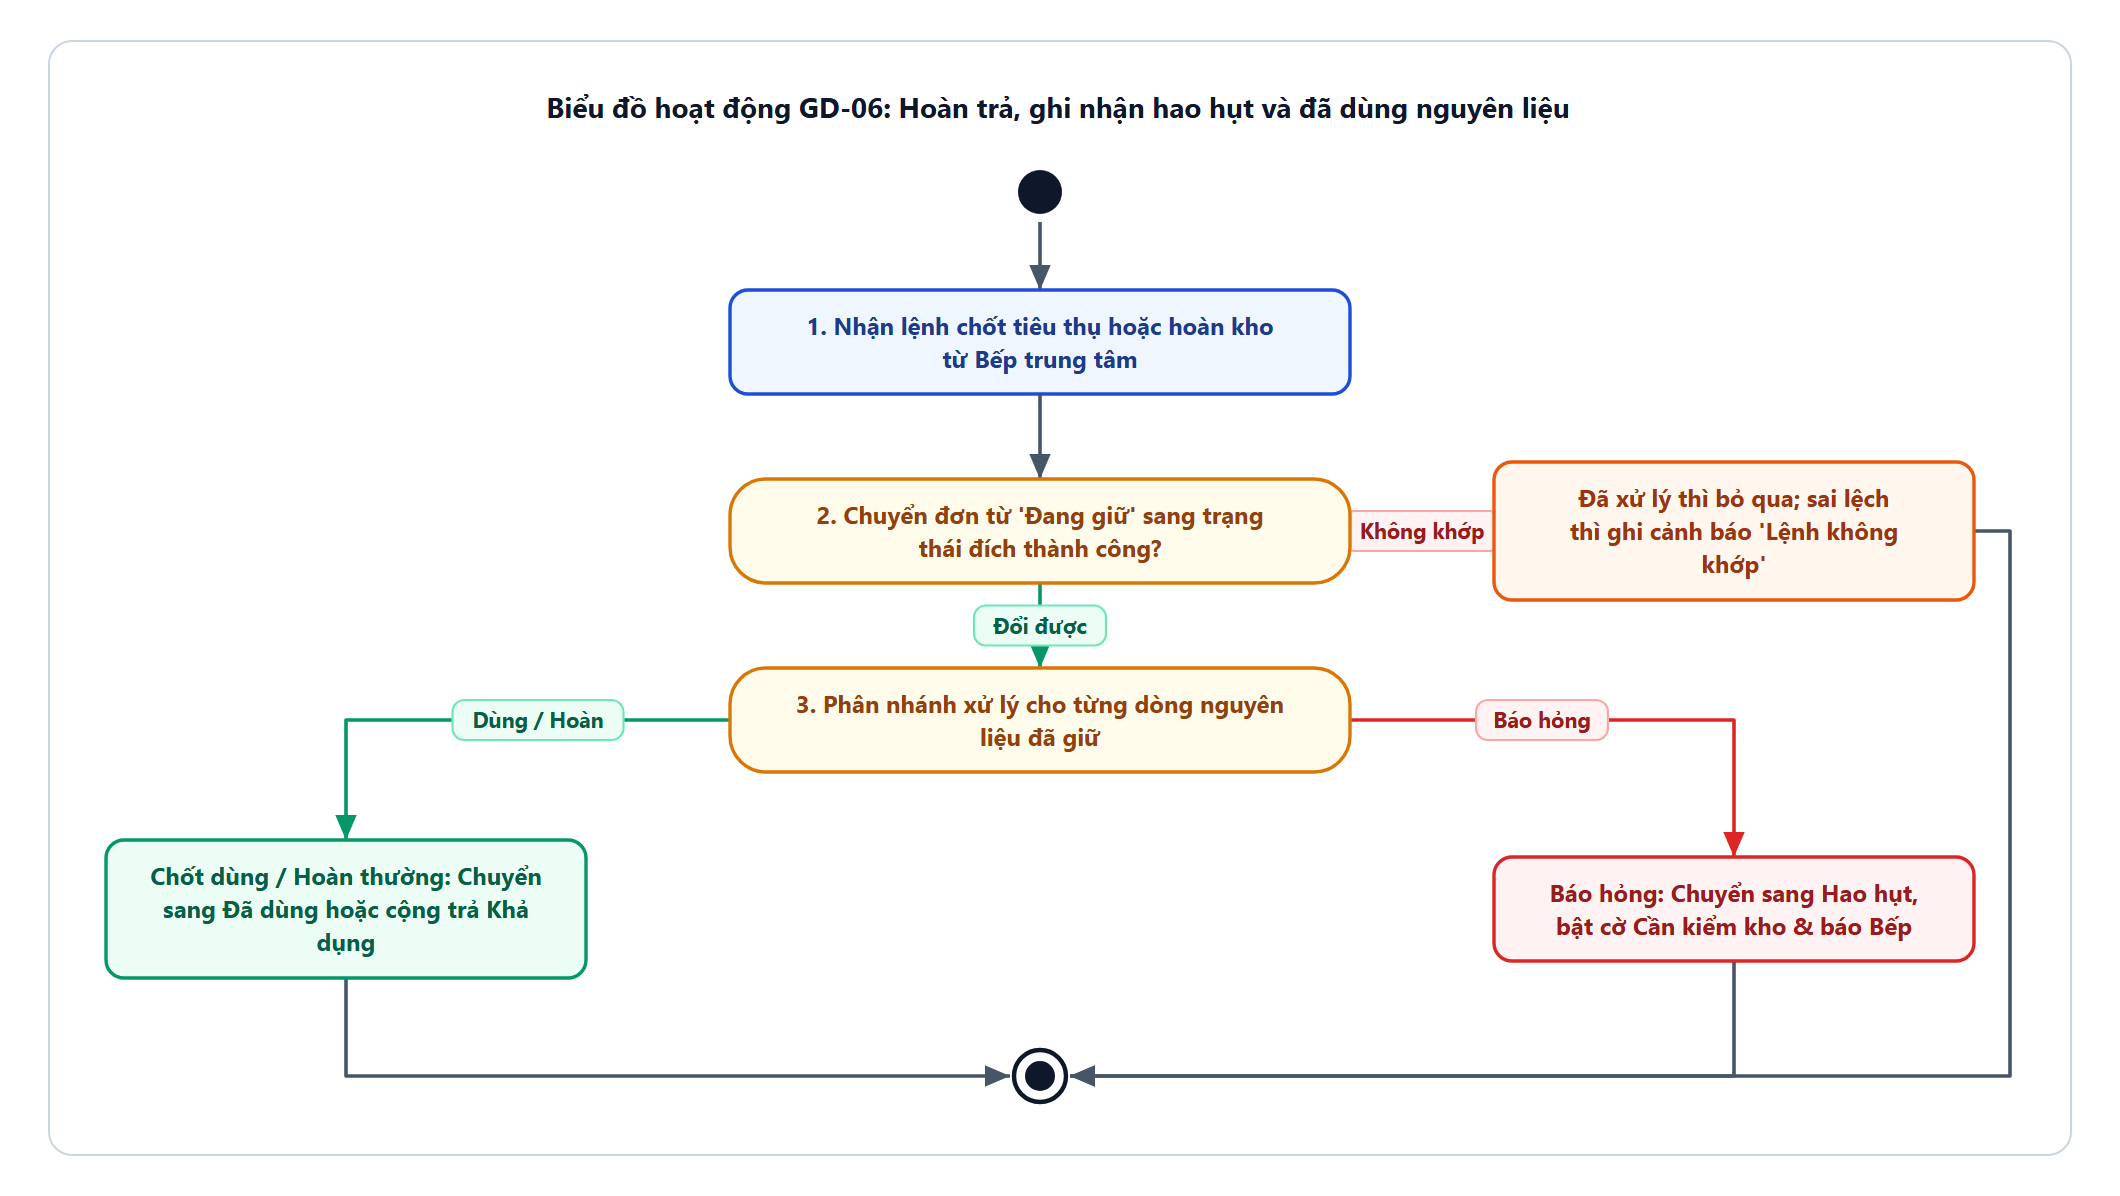 Biểu đồ hoạt động GD-06: Hoàn trả, ghi nhận hao hụt và đã dùng nguyên liệu
1. Nhận lệnh chốt tiêu thụ hoặc hoàn kho
từ Bếp trung tâm
2. Chuyển đơn từ 'Đang giữ' sang trạng
thái đích thành công?
Không khớp
Đã xử lý thì bỏ qua; sai lệch
thì ghi cảnh báo 'Lệnh không
khớp'
Đổi được
3. Phân nhánh xử lý cho từng dòng nguyên
liệu đã giữ
Dùng / Hoàn
Báo hỏng
Chốt dùng / Hoàn thường: Chuyển
sang Đã dùng hoặc cộng trả Khả
dụng
Báo hỏng: Chuyển sang Hao hụt,
bật cờ Cần kiểm kho & báo Bếp